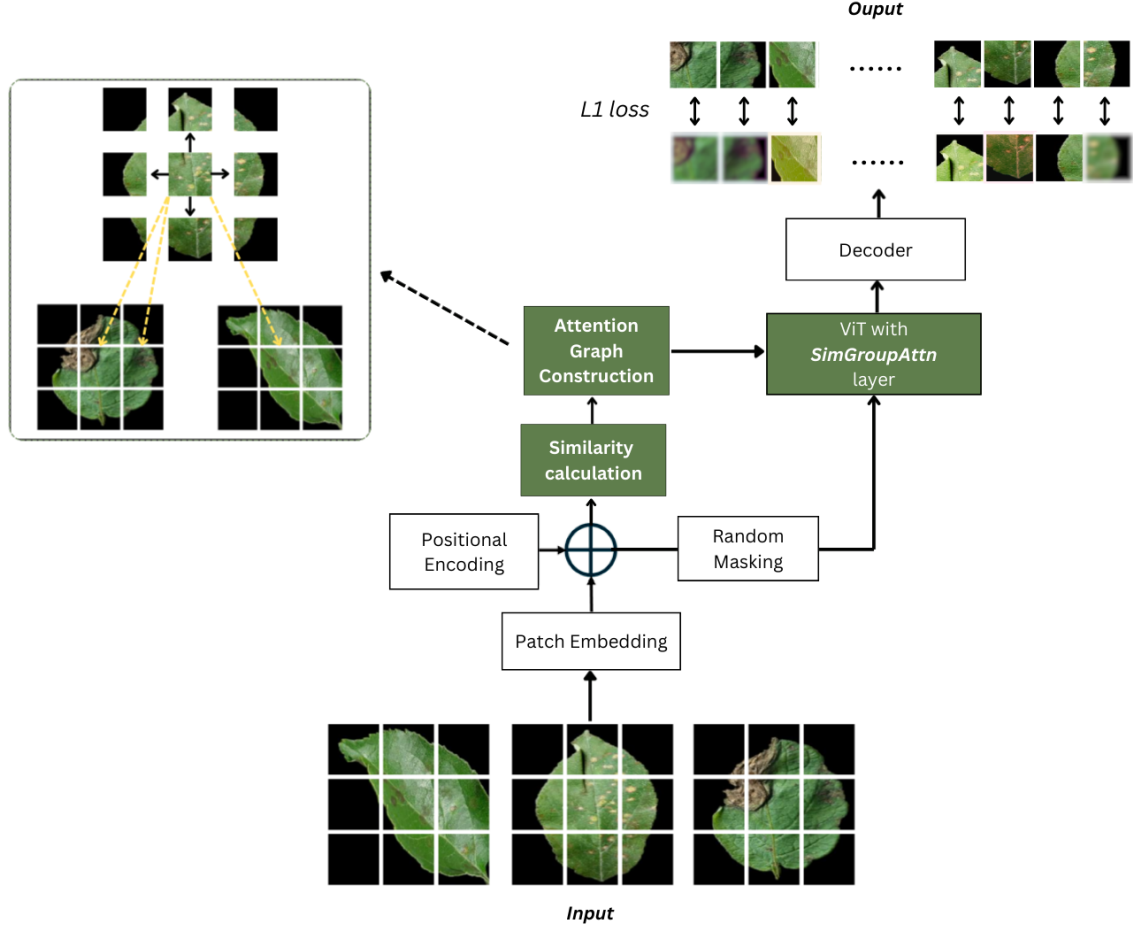 Ouput
......
......
L1 loss
......
......
Decoder
Attention
Graph
Construction
ViT with
SimGroupAttn
layer
Similarity
calculation
Positional
Encoding
Random
Masking
Patch Embedding
Input